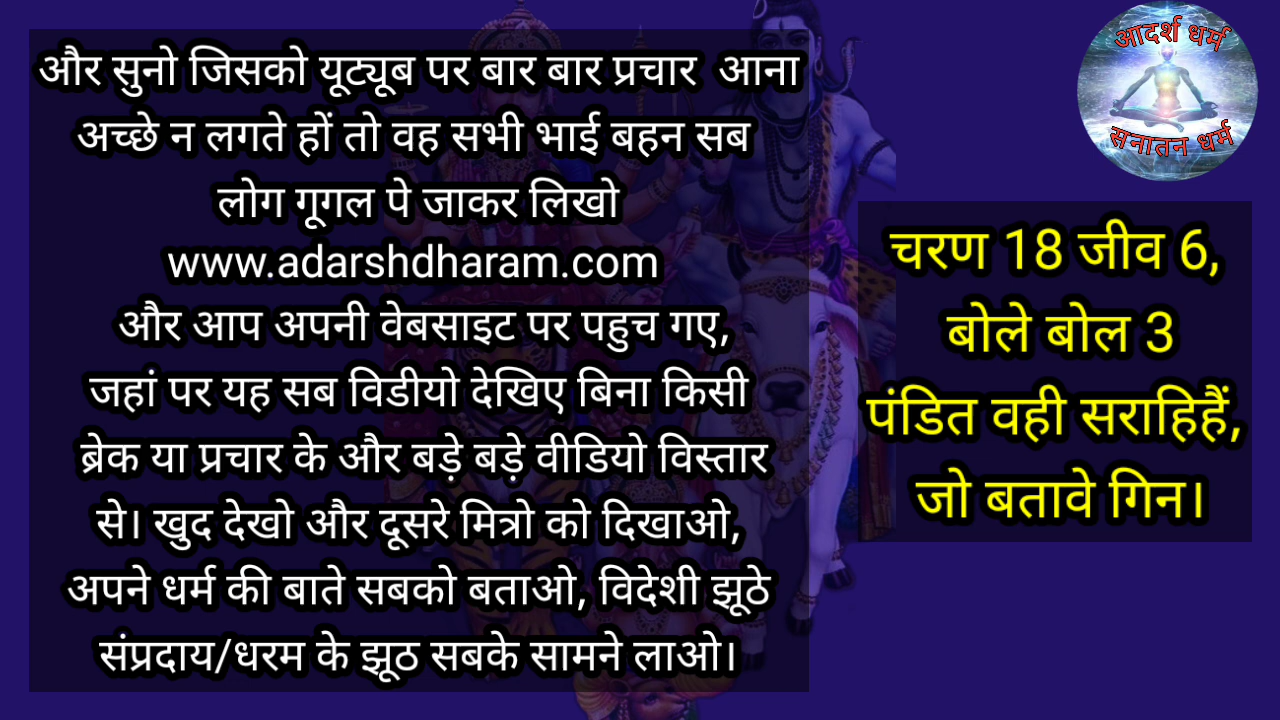 और सुनो जिसको यूट्यूब पर बार बार प्रचार आना
अच्छे न लगते हों तो वह सभी भाई बहन सब
लोग गूगल पे जाकर लिखो
www.adarshdharam.com
और आप अपनी वेबसाइट पर पहुच गए,
जहां पर यह सब विडीयो देखिए बिना किसी
ब्रेक या प्रचार के और बड़े बड़े वीडियो विस्तार
से। खुद देखो और दूसरे मित्रो को दिखाओ,
अपने धर्म की बाते सबको बताओ, विदेशी झूठे
संप्रदाय/धरम के झूठ सबके सामने लाओ।
आदर्श धर्म
सनातन धर्म
चरण 18 जीव 6,
बोले बोल 3
पंडित वही सराहिहैं,
जो बतावे गिन।